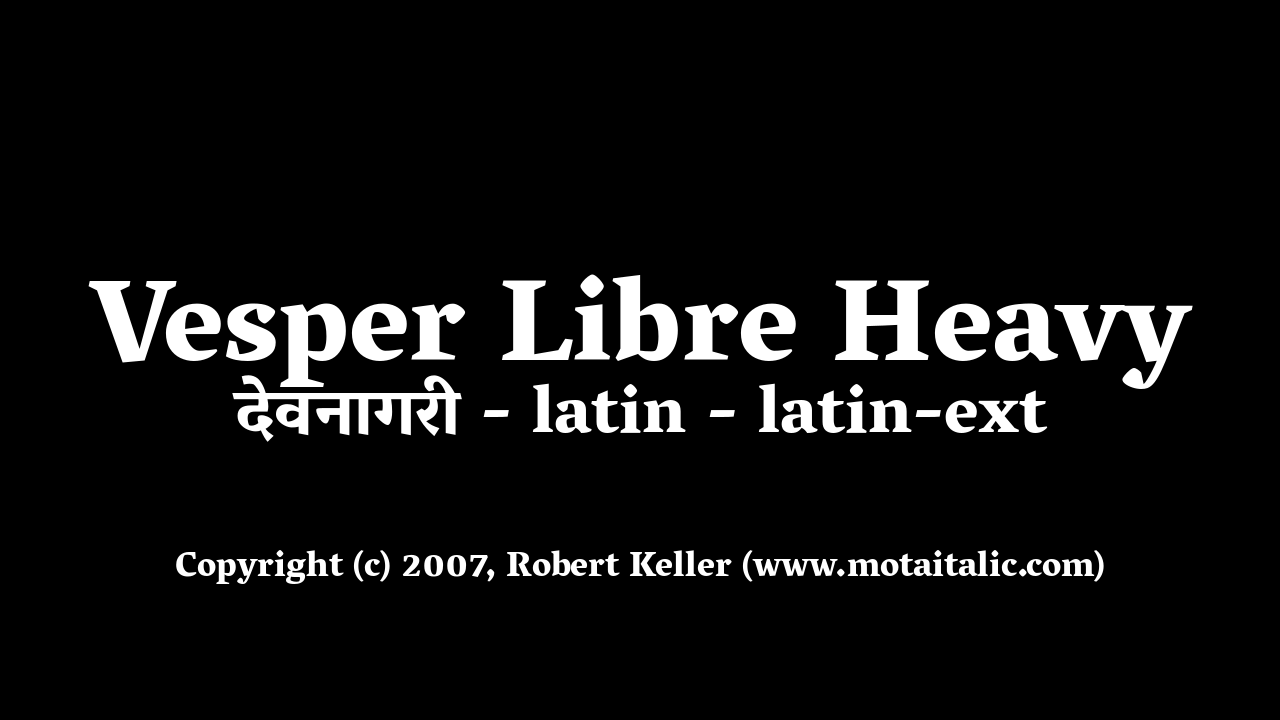 Vesper Libre Heavy
देवनागरी - latin - latin-ext
Copyright (c) 2007, Robert Keller (www.motaitalic.com)